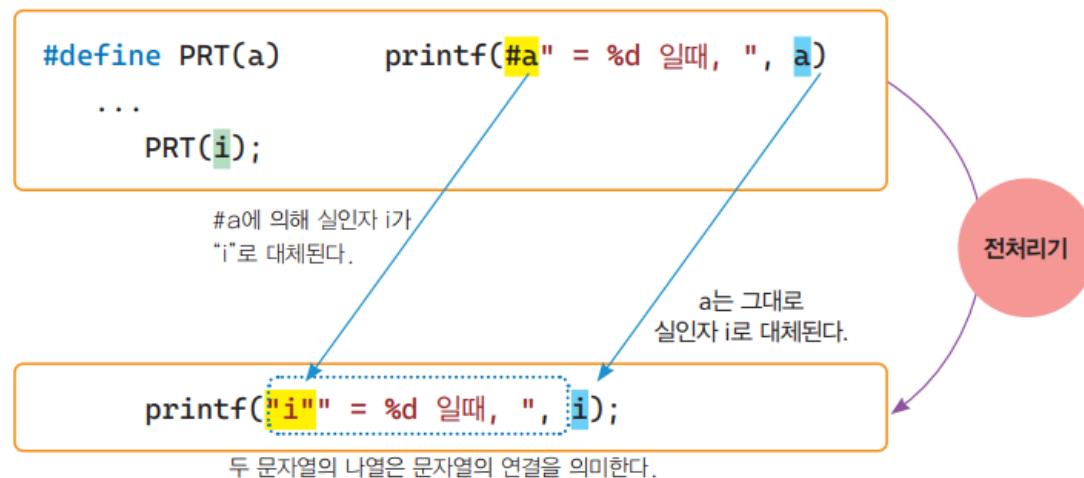 #define PRT(a) printf(#a" = %d 일때, ", a)
...
PRT(i);
#a에 의해 실인자 i가
“i”로 대체된다.
전처리기
a는 그대로
실인자 i로 대체된다.
printf("i"" = %d 일때, ", i);
두 문자열의 나열은 문자열의 연결을 의미한다.